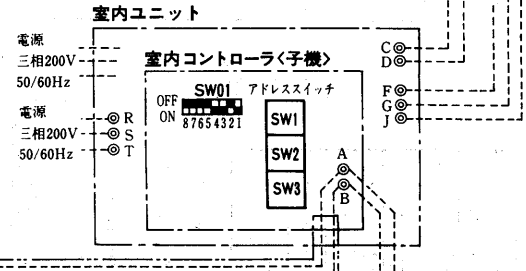 室内ユニット
電源
三相200V
50/60Hz
室内コントローラ〈子機〉
SW01
アドレススイッチ
OFF
ON
87654321
SW1
SW2
SW3
電源
三相200V
50/60Hz
R
S
T
A
B
C
D
F
G
J